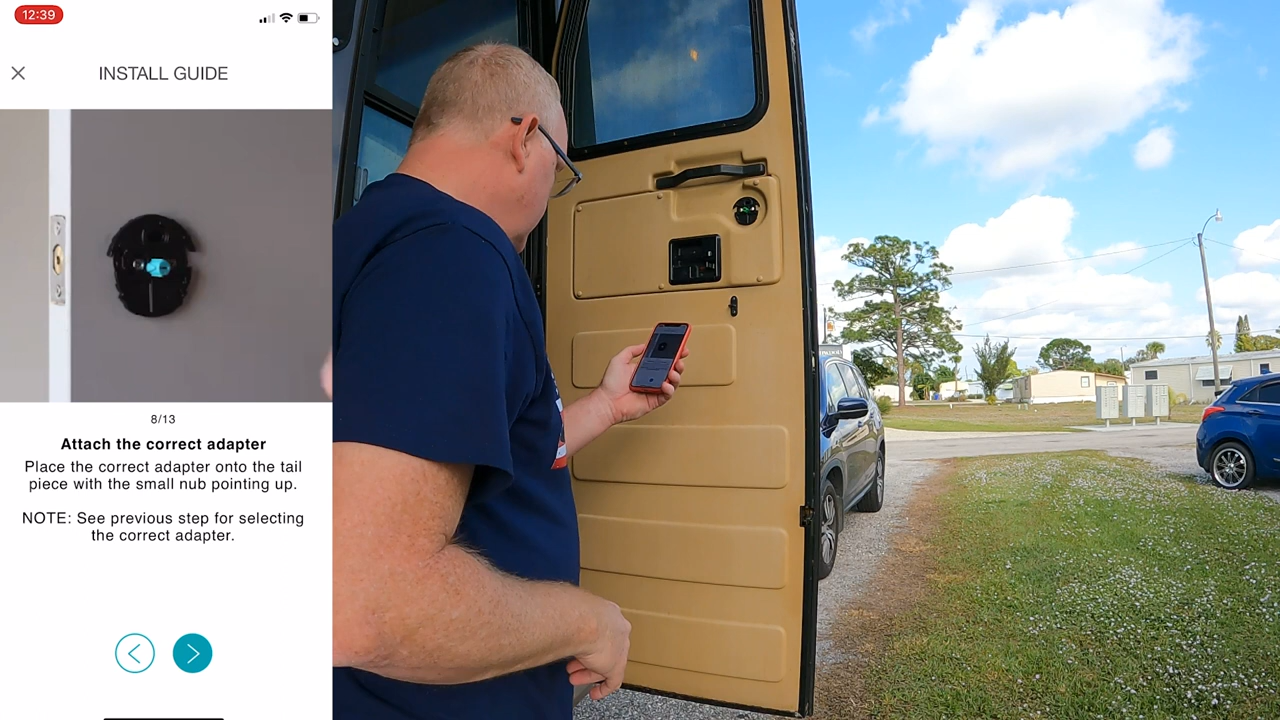 12:39
INSTALL GUIDE
8/13
Attach the correct adapter
Place the correct adapter onto the tail
piece with the small nub pointing up.
NOTE: See previous step for selecting
the correct adapter.